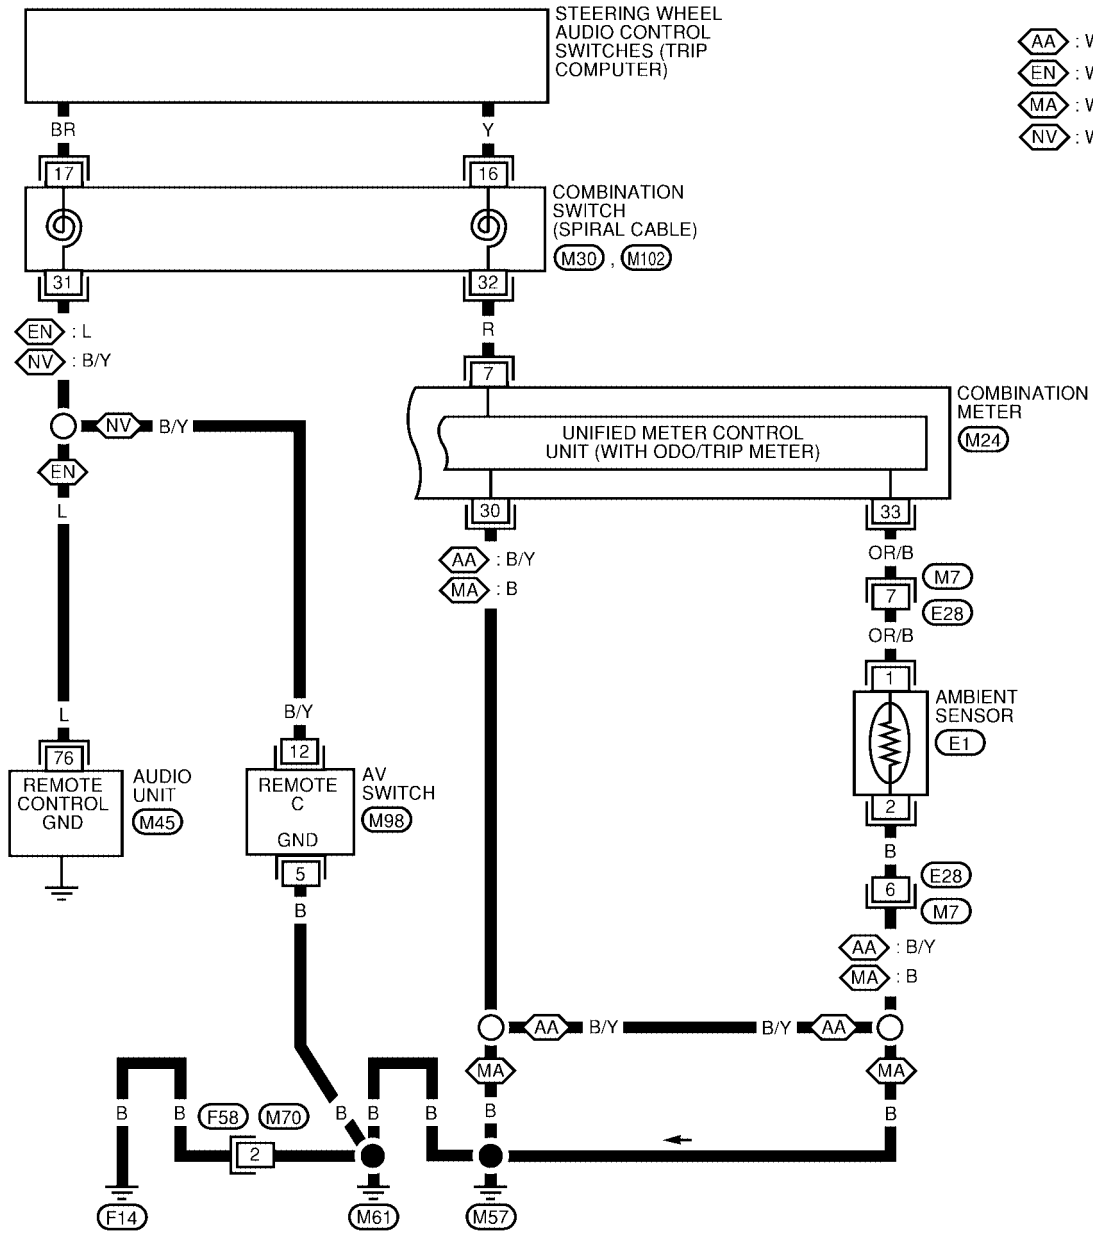 STEERING WHEEL
AUDIO CONTROL
SWITCHES (TRIP
COMPUTER)
AA : W
EN : W
MA : W
NV : W
BR
Y
17
16
COMBINATION
SWITCH
(SPIRAL CABLE)
M30 , M102
31
32
EN : L
NV : B/Y
R
7
COMBINATION
METER
M24
NV B/Y
UNIFIED METER CONTROL
UNIT (WITH ODO/TRIP METER)
EN
L
30
33
AA : B/Y
MA : B
OR/B
M7
7
E28
OR/B
1
AMBIENT
SENSOR
E1
2
B
L
B/Y
76
12
REMOTE
CONTROL
GND
AUDIO
UNIT
M45
REMOTE
C
GND
AV
SWITCH
M98
5
B
E28
6
M7
AA : B/Y
MA : B
AA B/Y
B/Y AA
MA
MA
B
B
F58
M70
B
B
B
B
B
2
F14
M61
M57